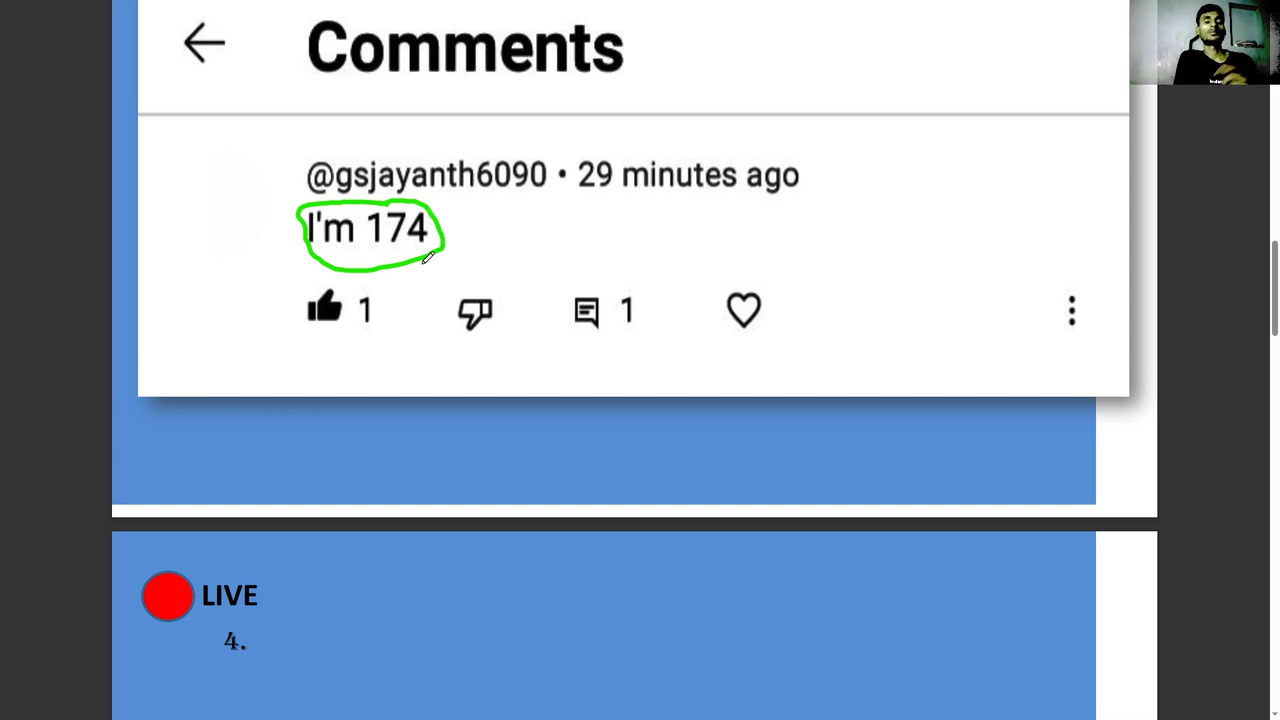 Comments
@gsjayanth6090 • 29 minutes ago
I'm 174
1 1
LIVE
4.